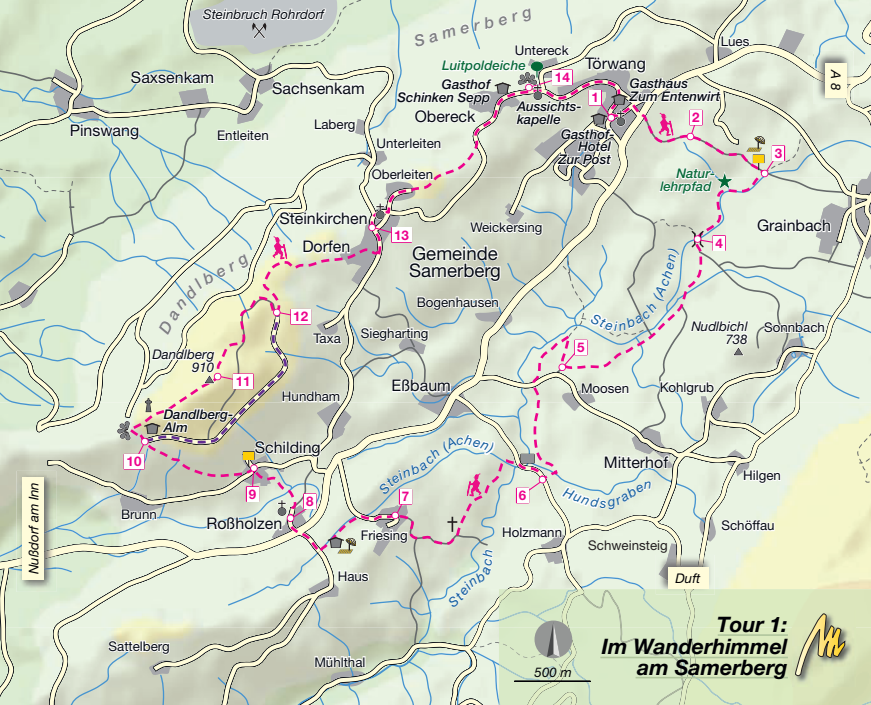 Steinbruch Rohrdorf
Samerberg
Untereck
Lues
Luitpoldeiche
Törwang
14
A 8
Saxsenkam
Sachsenkam
Gasthof
Schinken Sepp
Gasthaus
Zum Entenwirt
1
Aussichts-
kapelle
Obereck
2
Pinswang
Entleiten
Laberg
Gasthof-
Hotel
Zur Post
Unterleiten
3
Oberleiten
Natur-
lehrpfad
Steinkirchen
Weickersing
Grainbach
13
4
Dorfen
Gemeinde
Samerberg
Dandlberg
Steinbach (Achen)
Bogenhausen
12
Nudlbichl
738
Sonnbach
Taxa
Siegharting
5
Dandlberg
910
11
Eßbaum
Moosen
Kohlgrub
Hundham
Dandlberg-
Alm
Schilding
Steinbach (Achen)
10
Mitterhof
9
Hilgen
8
7
6
Hundsgraben
Brunn
Roßholzen
Nußdorf am Inn
Friesing
Holzmann
Schöffau
Schweinsteig
Steinbach
Haus
Duft
Tour 1:
Im Wanderhimmel
am Samerberg
Sattelberg
Mühlthal
500 m